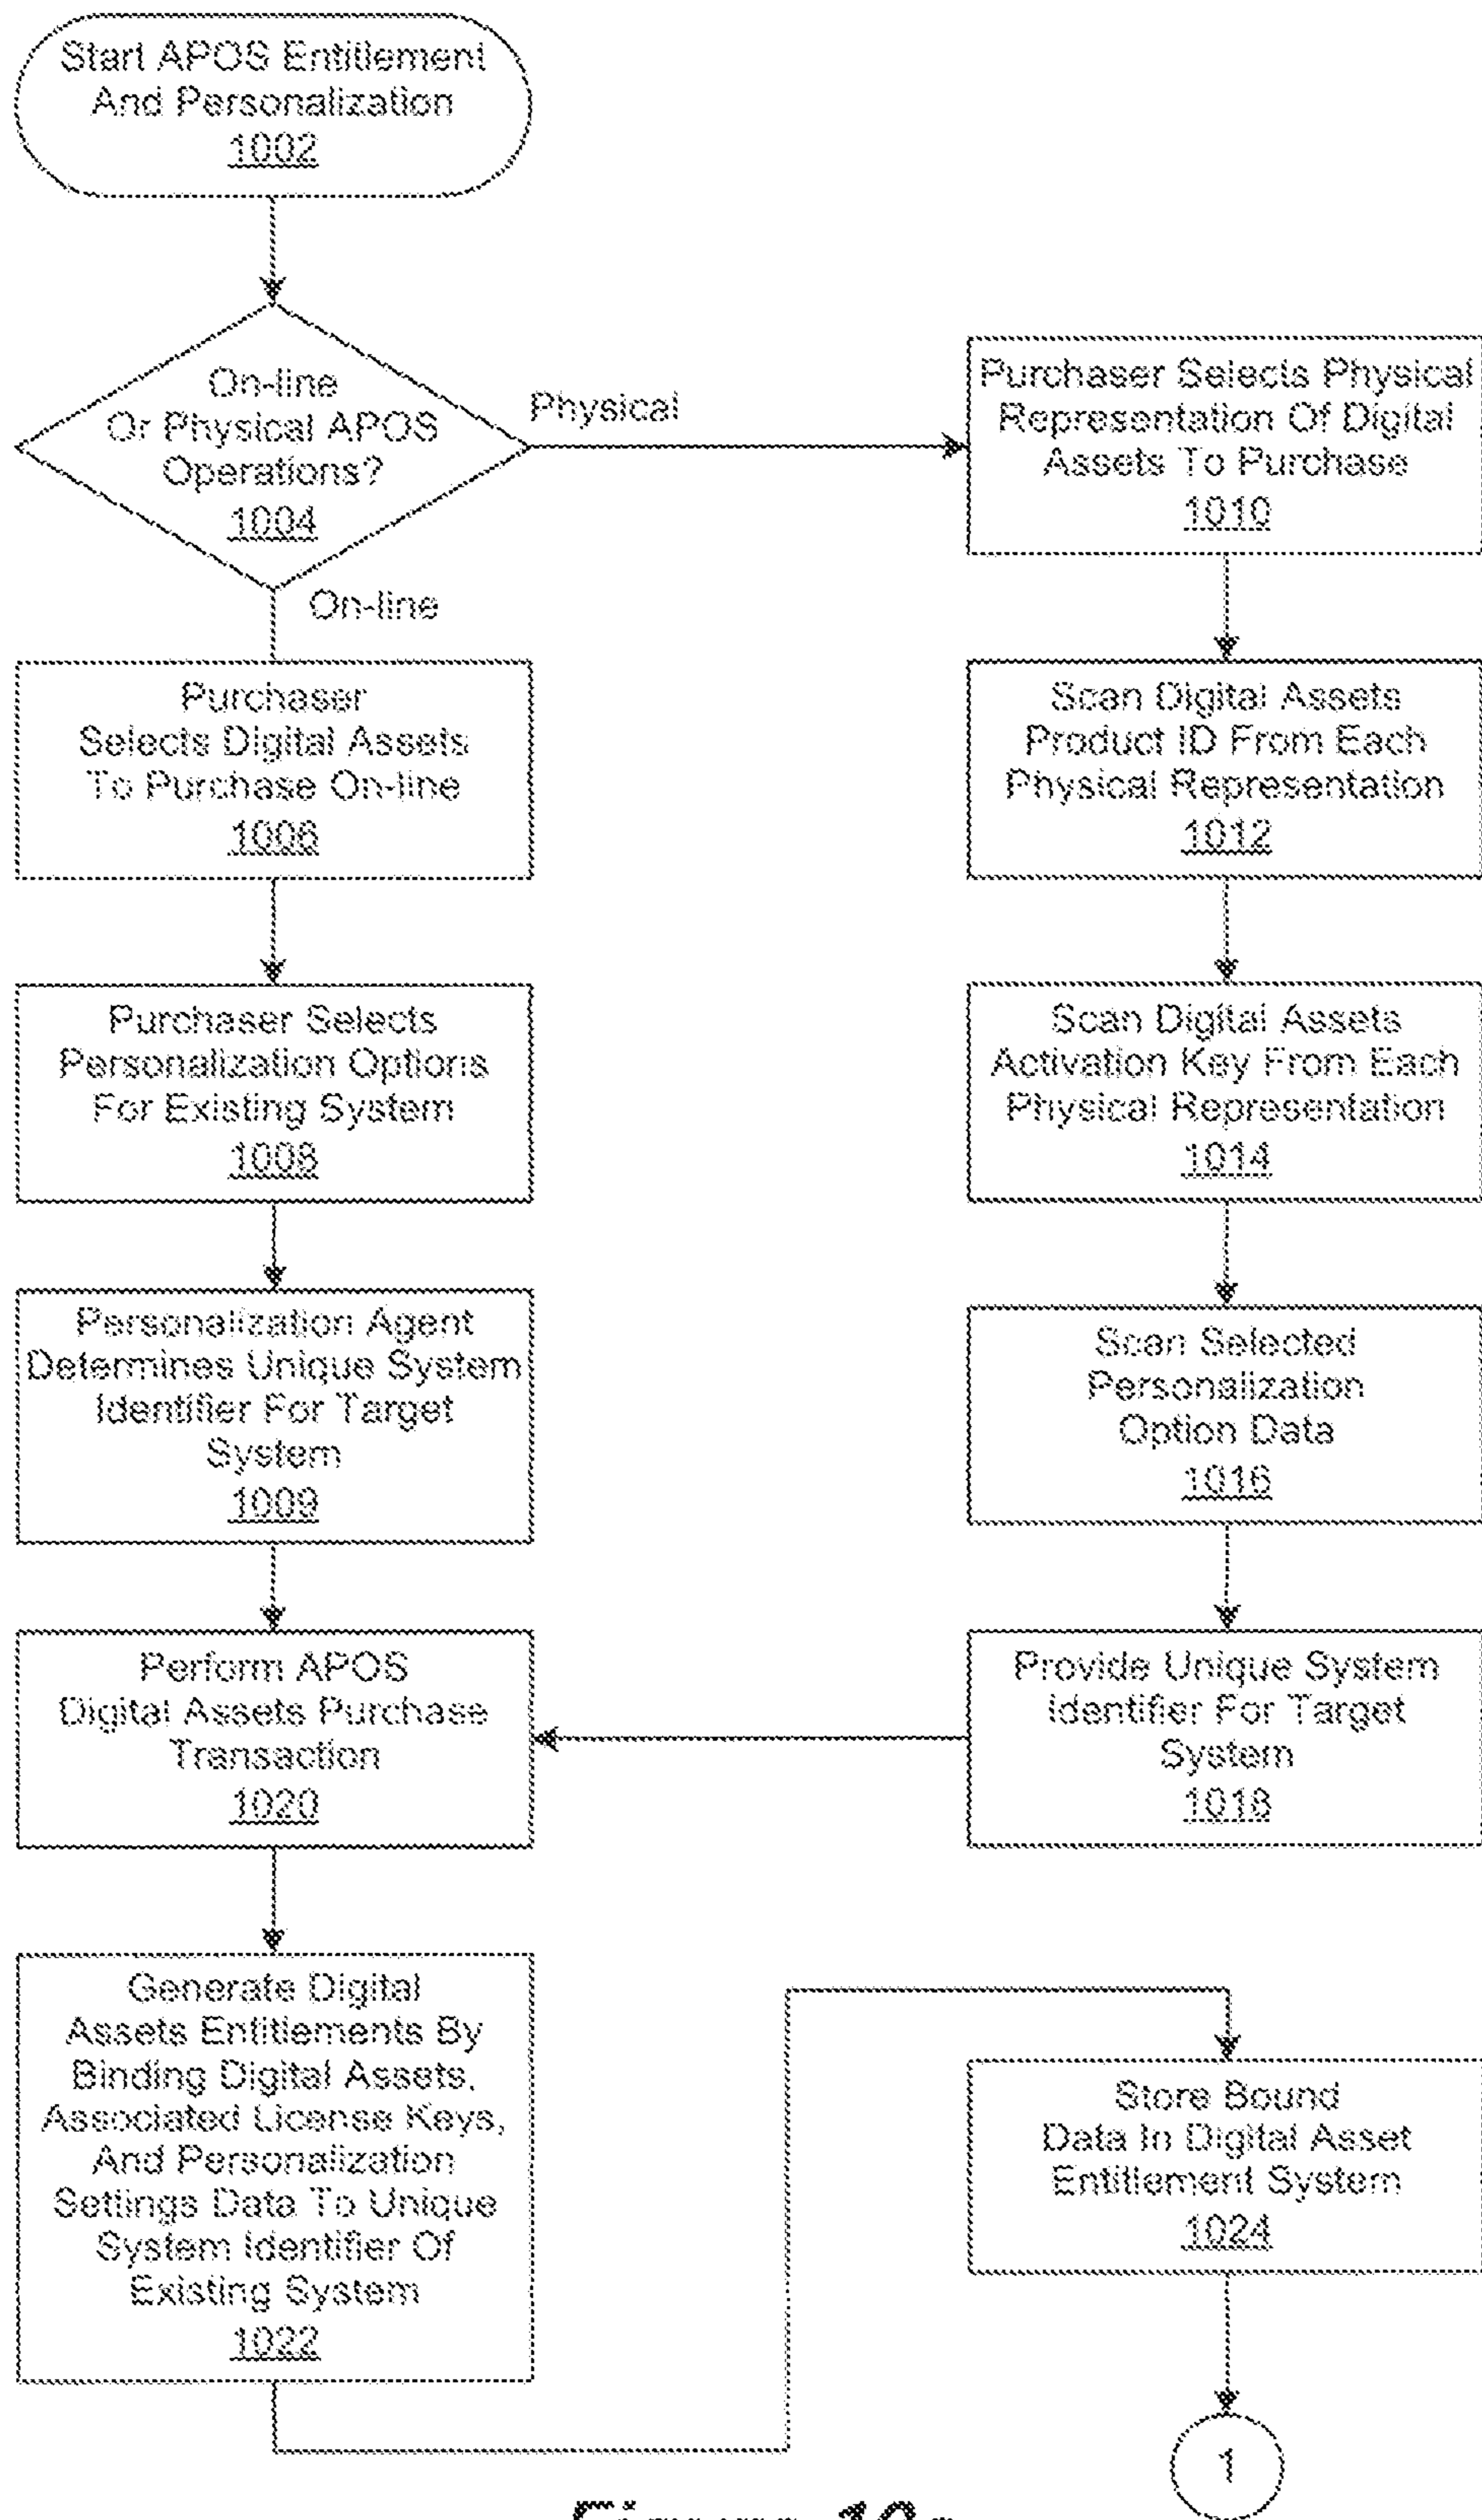 Start APOS Entitlement
And Personalization
1002
On-line
Or Physical APOS
Operations?
1004
Physical
On-line
Purchaser
Selects Digital Assets
To Purchase On-line
1006
Purchaser Selects
Personalization Options
For Existing System
1008
Personalization Agent
Determines Unique System
Identifier For Target
System
1009
Perform APOS
Digital Assets Purchase
Transaction
1020
Generate Digital
Assets Entitlements By
Binding Digital Assets,
Associated License Keys,
And Personalization
Settings Data To Unique
System Identifier Of
Existing System
1022
Purchaser Selects Physical
Representation Of Digital
Assets To Purchase
1010
Scan Digital Assets
Product ID From Each
Physical Representation
1012
Scan Digital Assets
Activation Key From Each
Physical Representation
1014
Scan Selected
Personalization
Option Data
1016
Provide Unique System
Identifier For Target
System
1018
Store Bound
Data In Digital Asset
Entitlement System
1024
1